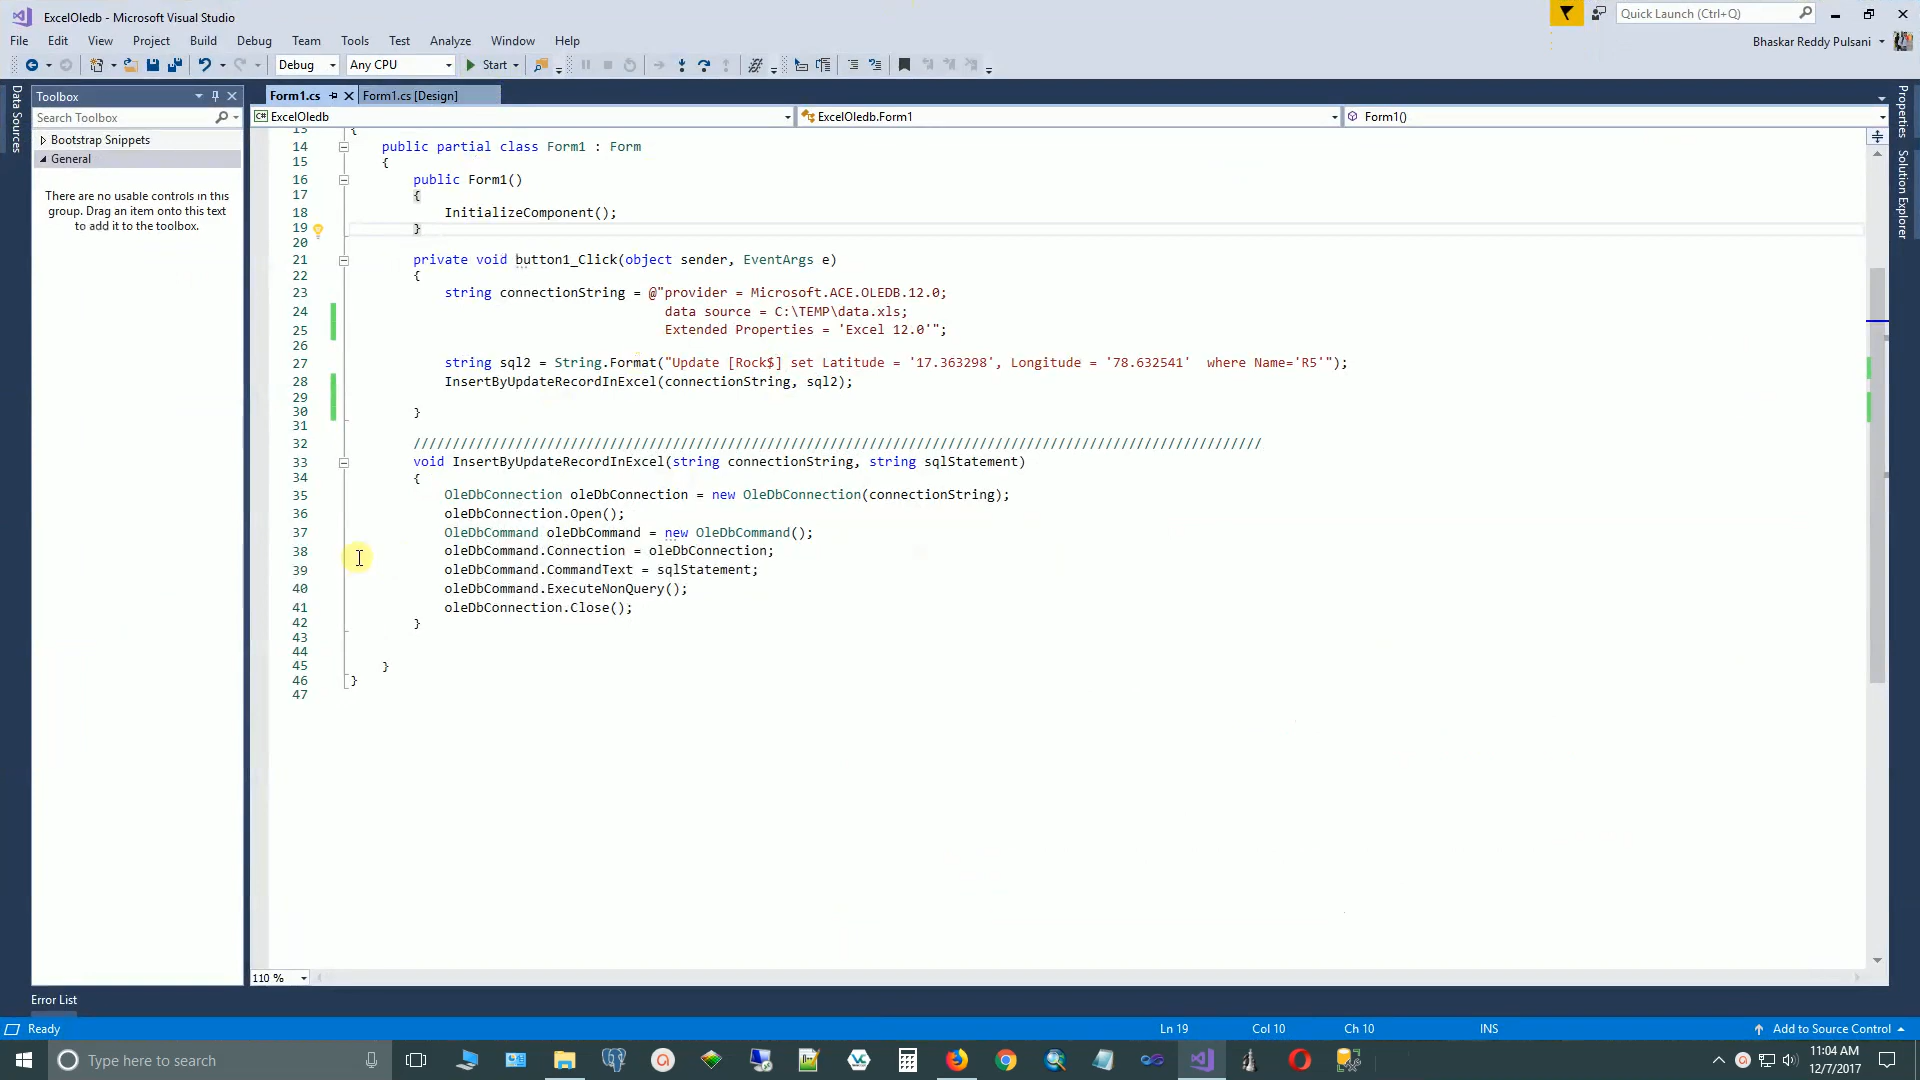 ExcelOledb - Microsoft Visual Studio
Quick Launch (Ctrl+Q)
File Edit View Project Build Debug Team Tools Test Analyze Window Help
Bhaskar Reddy Pulsani
Debug Any CPU Start
Data Sources
Toolbox
Search Toolbox
Bootstrap Snippets
General
There are no usable controls in this
group. Drag an item onto this text
to add it to the toolbox.
Form1.cs Form1.cs [Design]
ExcelOledb ExcelOledb.Form1 Form1()
Properties
Solution Explorer
13 {
14 public partial class Form1 : Form
15 {
16 public Form1()
17 {
18 InitializeComponent();
19 }
20
21 private void button1_Click(object sender, EventArgs e)
22 {
23 string connectionString = @"provider = Microsoft.ACE.OLEDB.12.0;
24 data source = C:\TEMP\data.xls;
25 Extended Properties = 'Excel 12.0'";
26
27 string sql2 = String.Format("Update [Rock$] set Latitude = '17.363298', Longitude = '78.632541'  where Name='R5'");
28 InsertByUpdateRecordInExcel(connectionString, sql2);
29
30 }
31
32 ////////////////////////////////////////////////////////////////////////////////////////////////////////////
33 void InsertByUpdateRecordInExcel(string connectionString, string sqlStatement)
34 {
35 OleDbConnection oleDbConnection = new OleDbConnection(connectionString);
36 oleDbConnection.Open();
37 OleDbCommand oleDbCommand = new OleDbCommand();
38 oleDbCommand.Connection = oleDbConnection;
39 oleDbCommand.CommandText = sqlStatement;
40 oleDbCommand.ExecuteNonQuery();
41 oleDbConnection.Close();
42 }
43
44
45 }
46 }
47
110 %
Error List
Ready Ln 19 Col 10 Ch 10 INS Add to Source Control
Type here to search
11:04 AM
12/7/2017